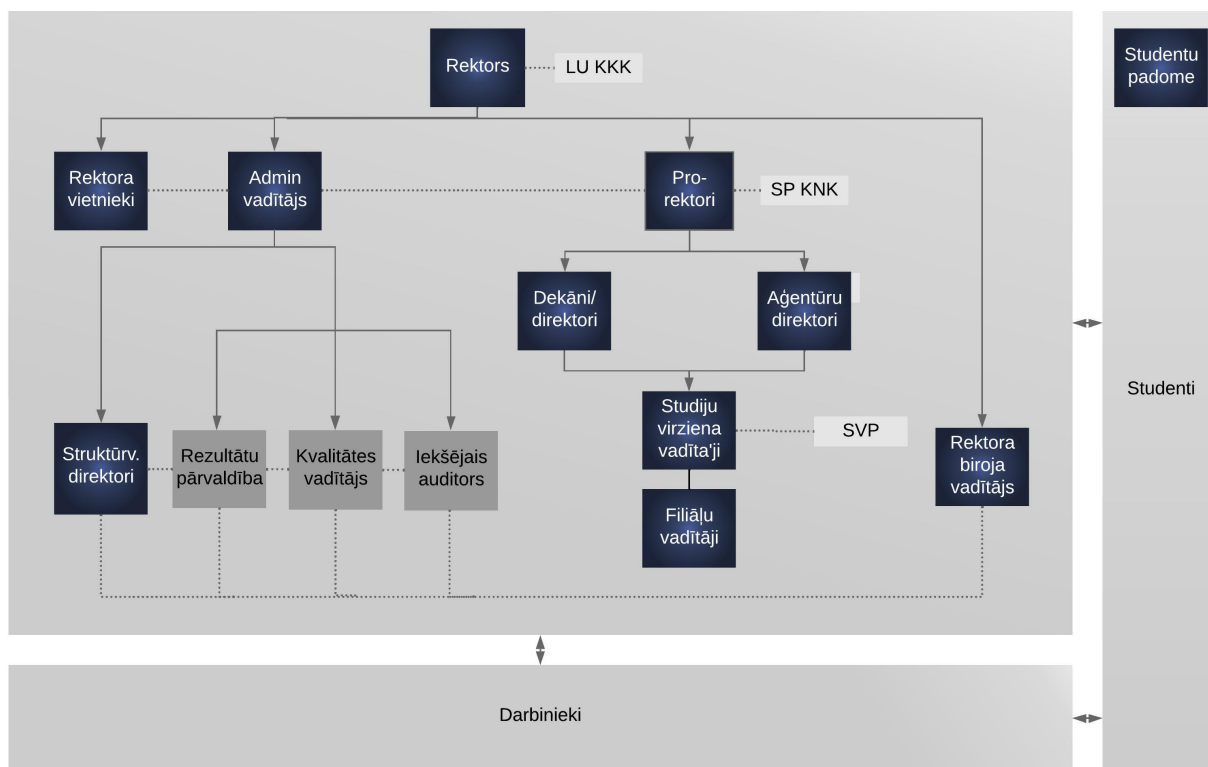 Rektors
LU KKK
Studentu
padome
Rektora
vietnieki
Admin
vadītājs
Pro-
rektori
SP KNK
Dekāni/
direktori
Aģentūru
direktori
Studenti
Studiju
virziena
vadīta'ji
SVP
Struktūrv.
direktori
Rezultātu
pārvaldība
Kvalitātes
vadītājs
Iekšējais
auditors
Rektora
biroja
vadītājs
Filiāļu
vadītāji
Darbinieki